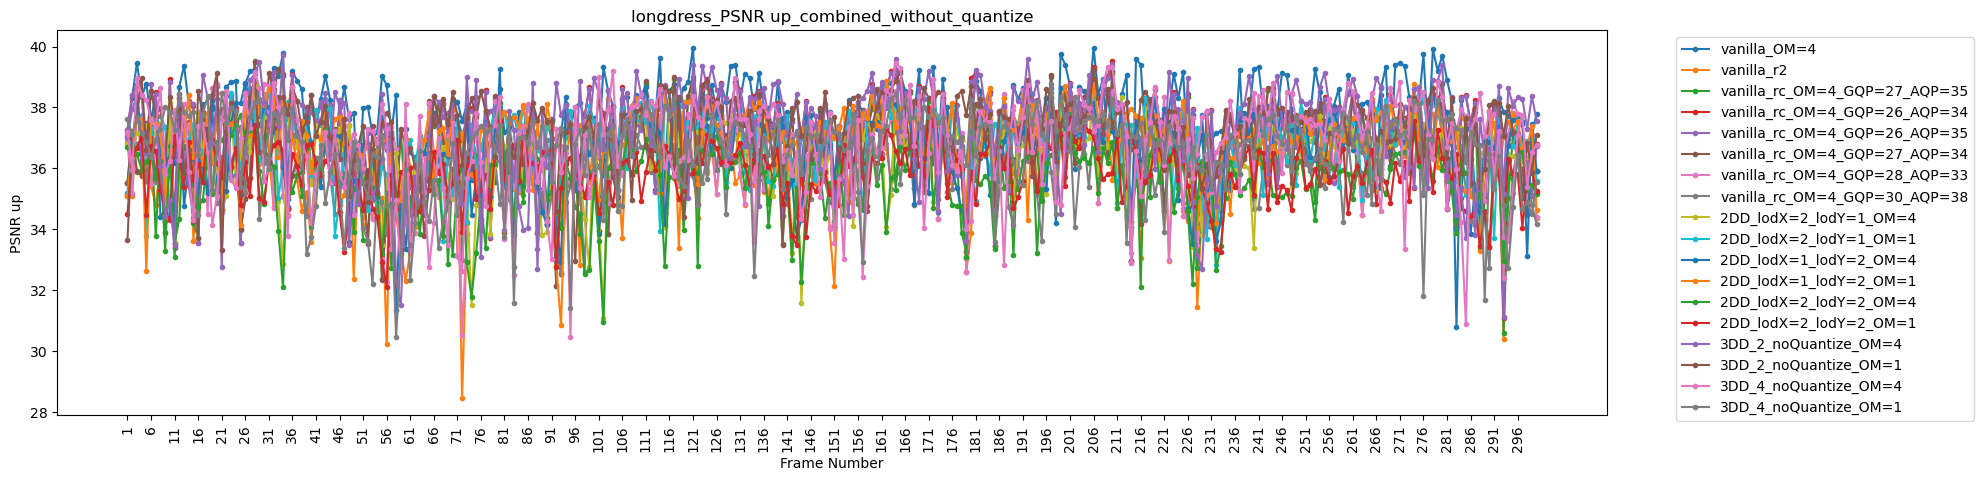 longdress_PSNR up_combined_without_quantize
PSNR up
40
38
36
34
32
30
28
1 6 11 16 21 26 31 36 41 46 51 56 61 66 71 76 81 86 91 96 101 106 111 116 121 126 131 136 141 146 151 156 161 166 171 176 181 186 191 196 201 206 211 216 221 226 231 236 241 246 251 256 261 266 271 276 281 286 291 296
Frame Number
vanilla_OM=4
vanilla_r2
vanilla_rc_OM=4_GQP=27_AQP=35
vanilla_rc_OM=4_GQP=26_AQP=34
vanilla_rc_OM=4_GQP=26_AQP=35
vanilla_rc_OM=4_GQP=27_AQP=34
vanilla_rc_OM=4_GQP=28_AQP=33
vanilla_rc_OM=4_GQP=30_AQP=38
2DD_lodX=2_lodY=1_OM=4
2DD_lodX=2_lodY=1_OM=1
2DD_lodX=1_lodY=2_OM=4
2DD_lodX=1_lodY=2_OM=1
2DD_lodX=2_lodY=2_OM=4
2DD_lodX=2_lodY=2_OM=1
3DD_2_noQuantize_OM=4
3DD_2_noQuantize_OM=1
3DD_4_noQuantize_OM=4
3DD_4_noQuantize_OM=1